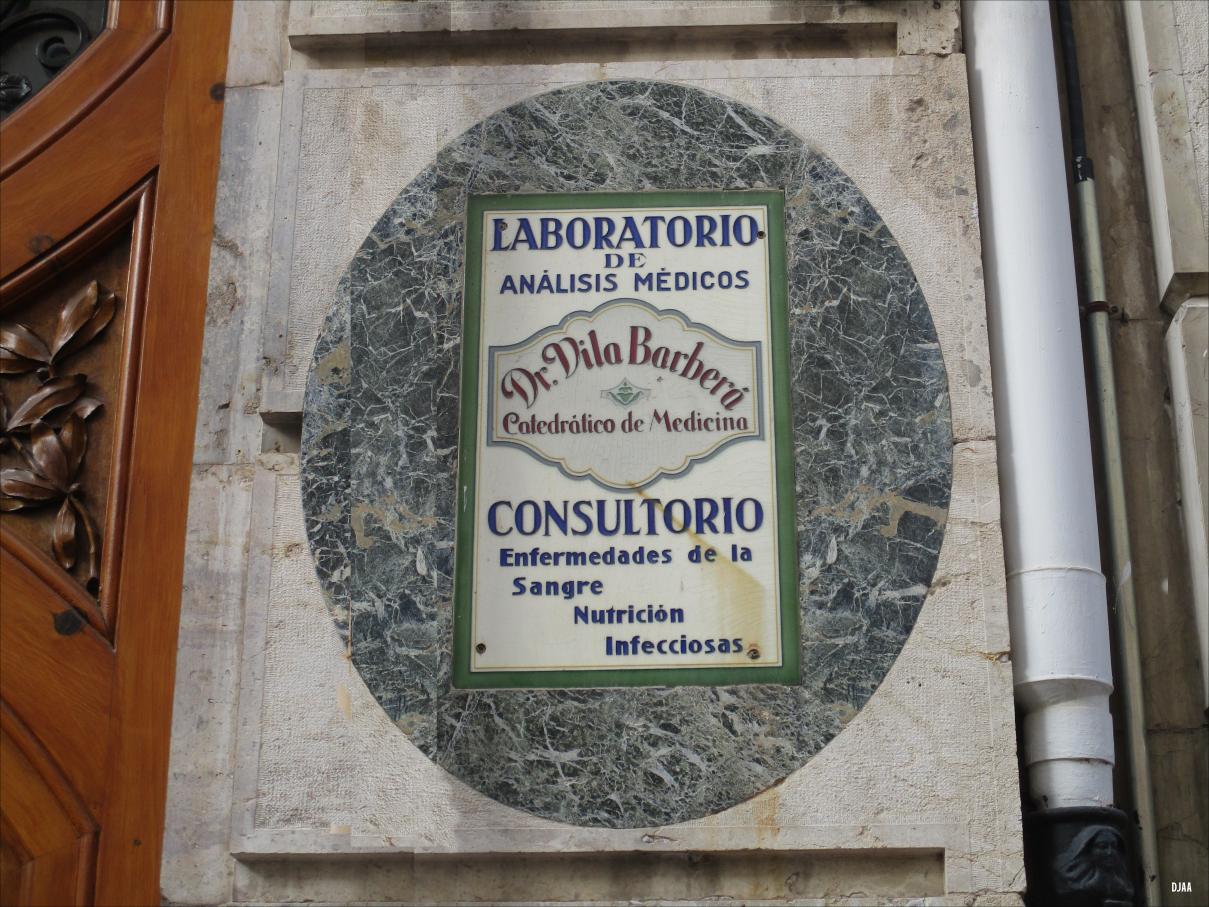 LABORATORIO
DE
ANÁLISIS MÉDICOS
Dr. Vila Barberá
Catedrático de Medicina
CONSULTORIO
Enfermedades de la
Sangre
Nutrición
Infecciosas
DJAA